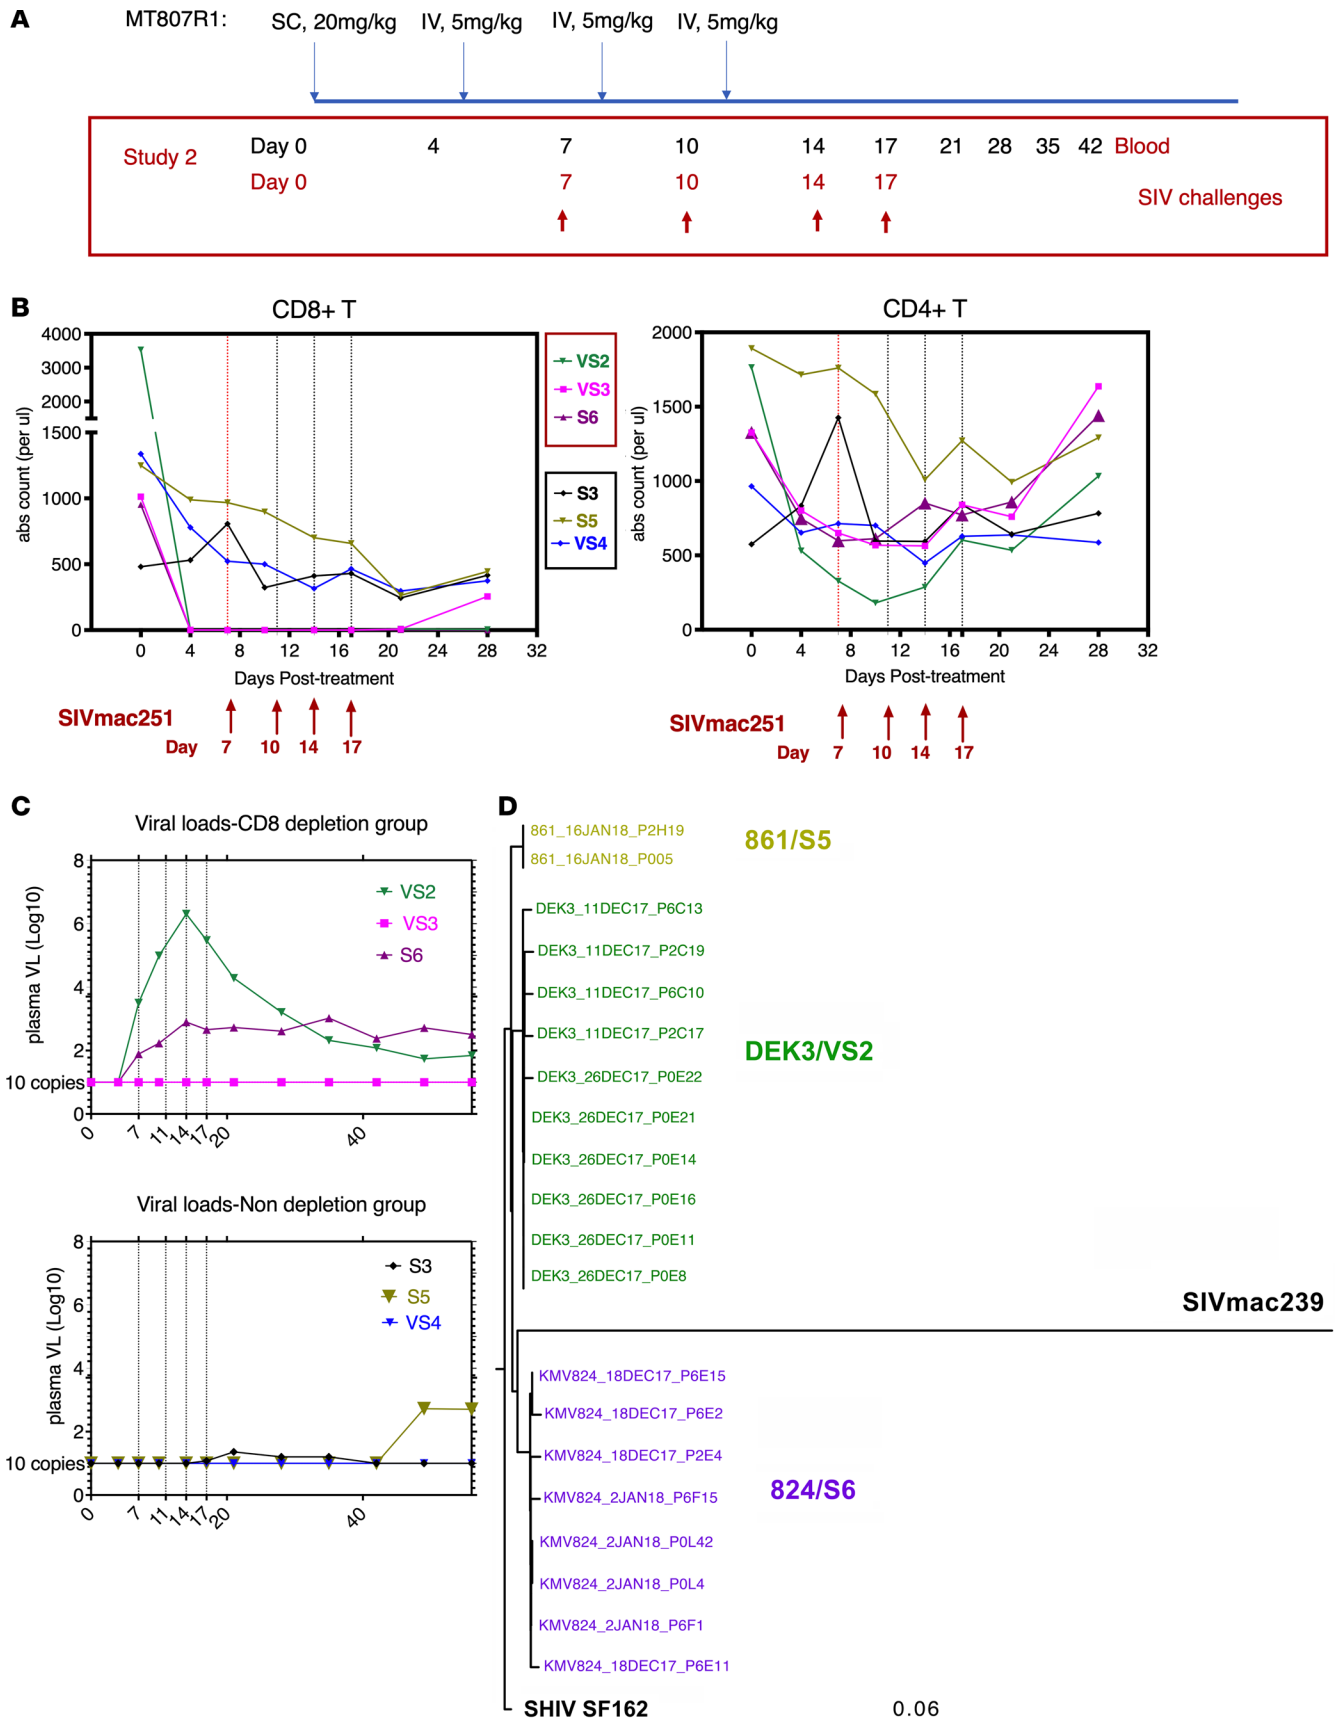 A
MT807R1: SC, 20mg/kg IV, 5mg/kg IV, 5mg/kg IV, 5mg/kg
Study 2
Day 0 4 7 10 14 17 21 28 35 42 Blood
Day 0 7 10 14 17
SIV challenges
B
CD8+ T
abs count (per ul)
4000
3000
2000
1500
1000
500
0
0 4 8 12 16 20 24 28 32
Days Post-treatment
SIVmac251
Day 7 10 14 17
VS2
VS3
S6
S3
S5
VS4
CD4+ T
abs count (per ul)
2000
1500
1000
500
0
0 4 8 12 16 20 24 28 32
Days Post-treatment
SIVmac251
Day 7 10 14 17
C
Viral loads-CD8 depletion group
plasma VL (Log10)
8
6
4
2
10 copies
0
0 7 11 14 17 20 40
VS2
VS3
S6
Viral loads-Non depletion group
plasma VL (Log10)
8
6
4
2
10 copies
0
0 7 11 14 17 20 40
S3
S5
VS4
D
861_16JAN18_P2H19
861_16JAN18_P005
861/S5
DEK3_11DEC17_P6C13
DEK3_11DEC17_P2C19
DEK3_11DEC17_P6C10
DEK3_11DEC17_P2C17
DEK3/VS2
DEK3_26DEC17_P0E22
DEK3_26DEC17_P0E21
DEK3_26DEC17_P0E14
DEK3_26DEC17_P0E16
DEK3_26DEC17_P0E11
DEK3_26DEC17_P0E8
SIVmac239
KMV824_18DEC17_P6E15
KMV824_18DEC17_P6E2
KMV824_18DEC17_P2E4
824/S6
KMV824_2JAN18_P6F15
KMV824_2JAN18_P0L42
KMV824_2JAN18_P0L4
KMV824_2JAN18_P6F1
KMV824_18DEC17_P6E11
SHIV SF162
0.06